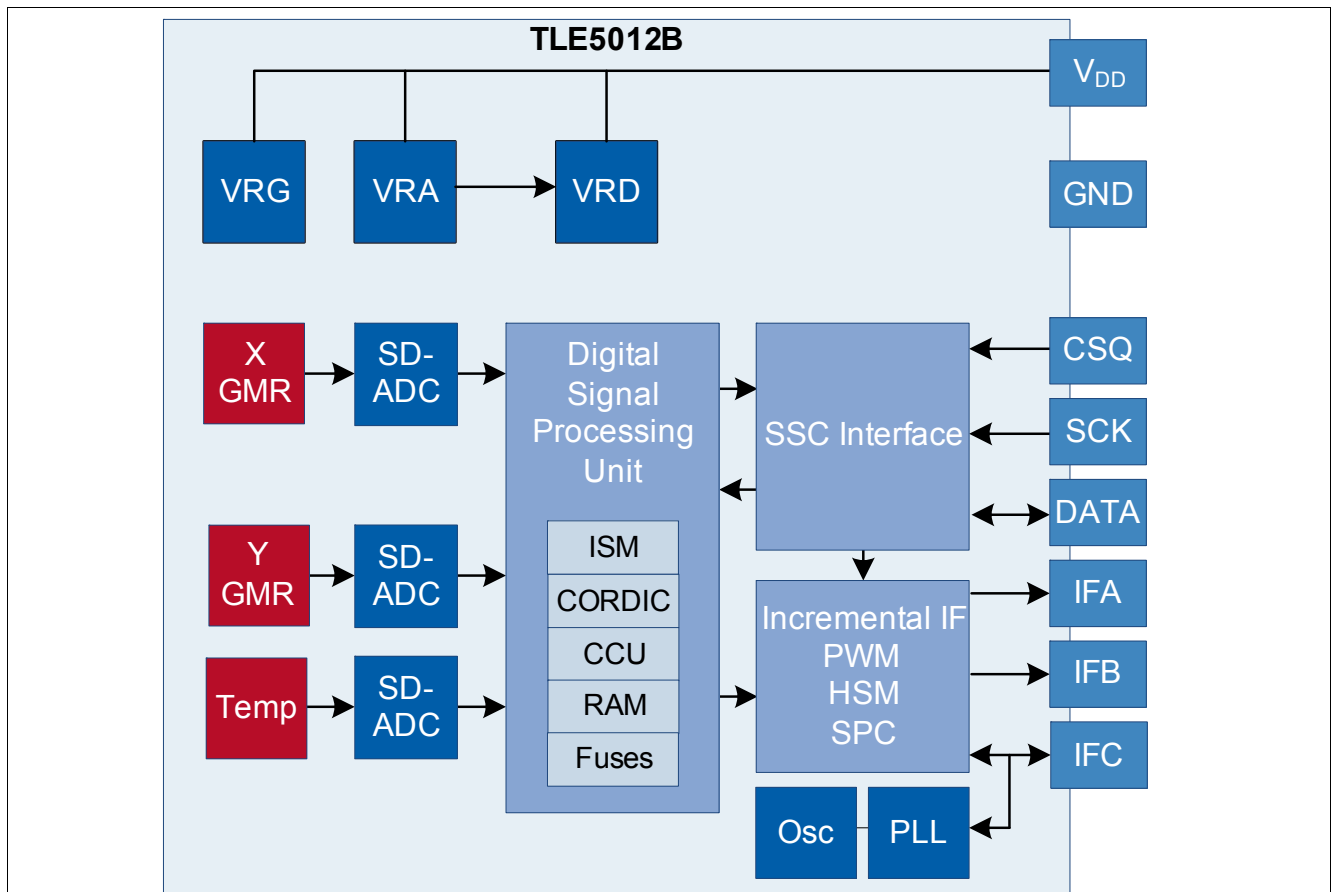 TLE5012B
VDD
VRG
VRA
VRD
GND
X
GMR
SD-
ADC
Digital
Signal
Processing
Unit
SSC Interface
CSQ
SCK
DATA
Y
GMR
SD-
ADC
ISM
CORDIC
CCU
RAM
Fuses
Incremental IF
PWM
HSM
SPC
IFA
IFB
IFC
Temp
SD-
ADC
Osc
PLL